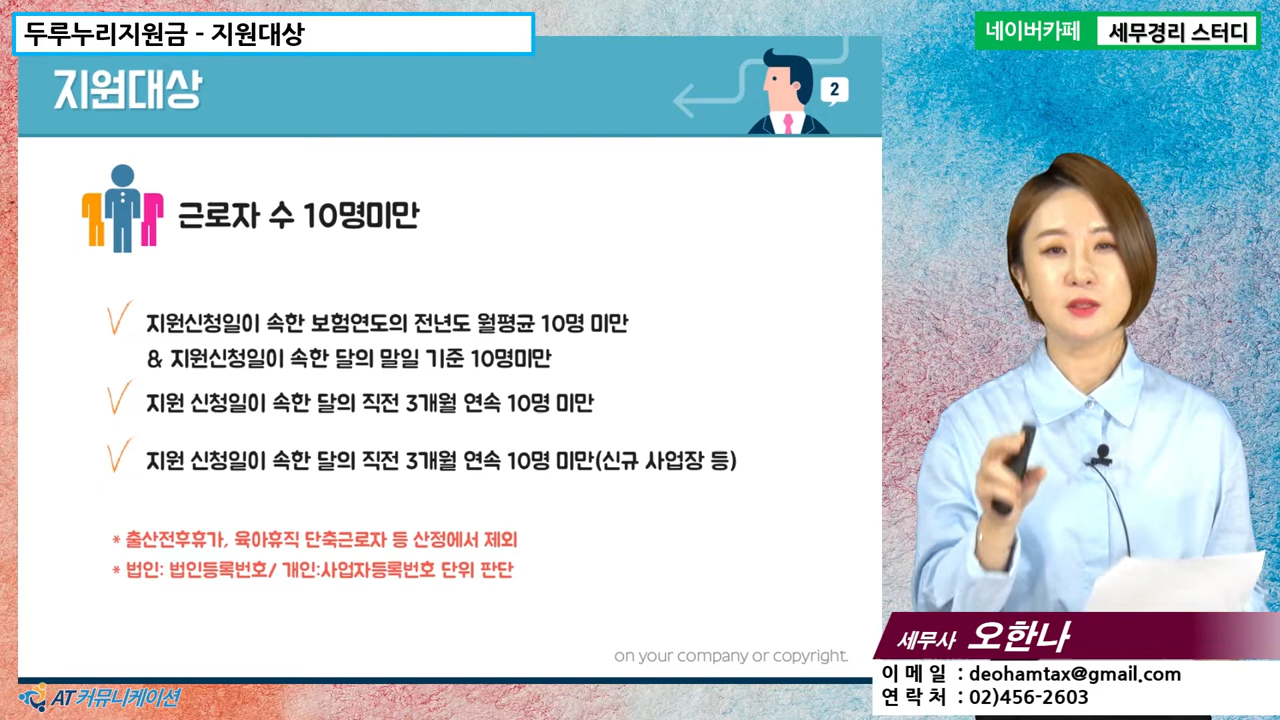 두루누리지원금 - 지원대상
네이버카페 세무경리 스터디
지원대상
2
근로자 수 10명미만
지원신청일이 속한 보험연도의 전년도 월평균 10명 미만
& 지원신청일이 속한 달의 말일 기준 10명미만
지원 신청일이 속한 달의 직전 3개월 연속 10명 미만
지원 신청일이 속한 달의 직전 3개월 연속 10명 미만(신규 사업장 등)
* 출산전후휴가, 육아휴직 단축근로자 등 산정에서 제외
* 법인: 법인등록번호/ 개인:사업자등록번호 단위 판단
on your company or copyright.
세무사 오한나
이 메 일 : deohamtax@gmail.com
연 락 처 : 02)456-2603
AT커뮤니케이션